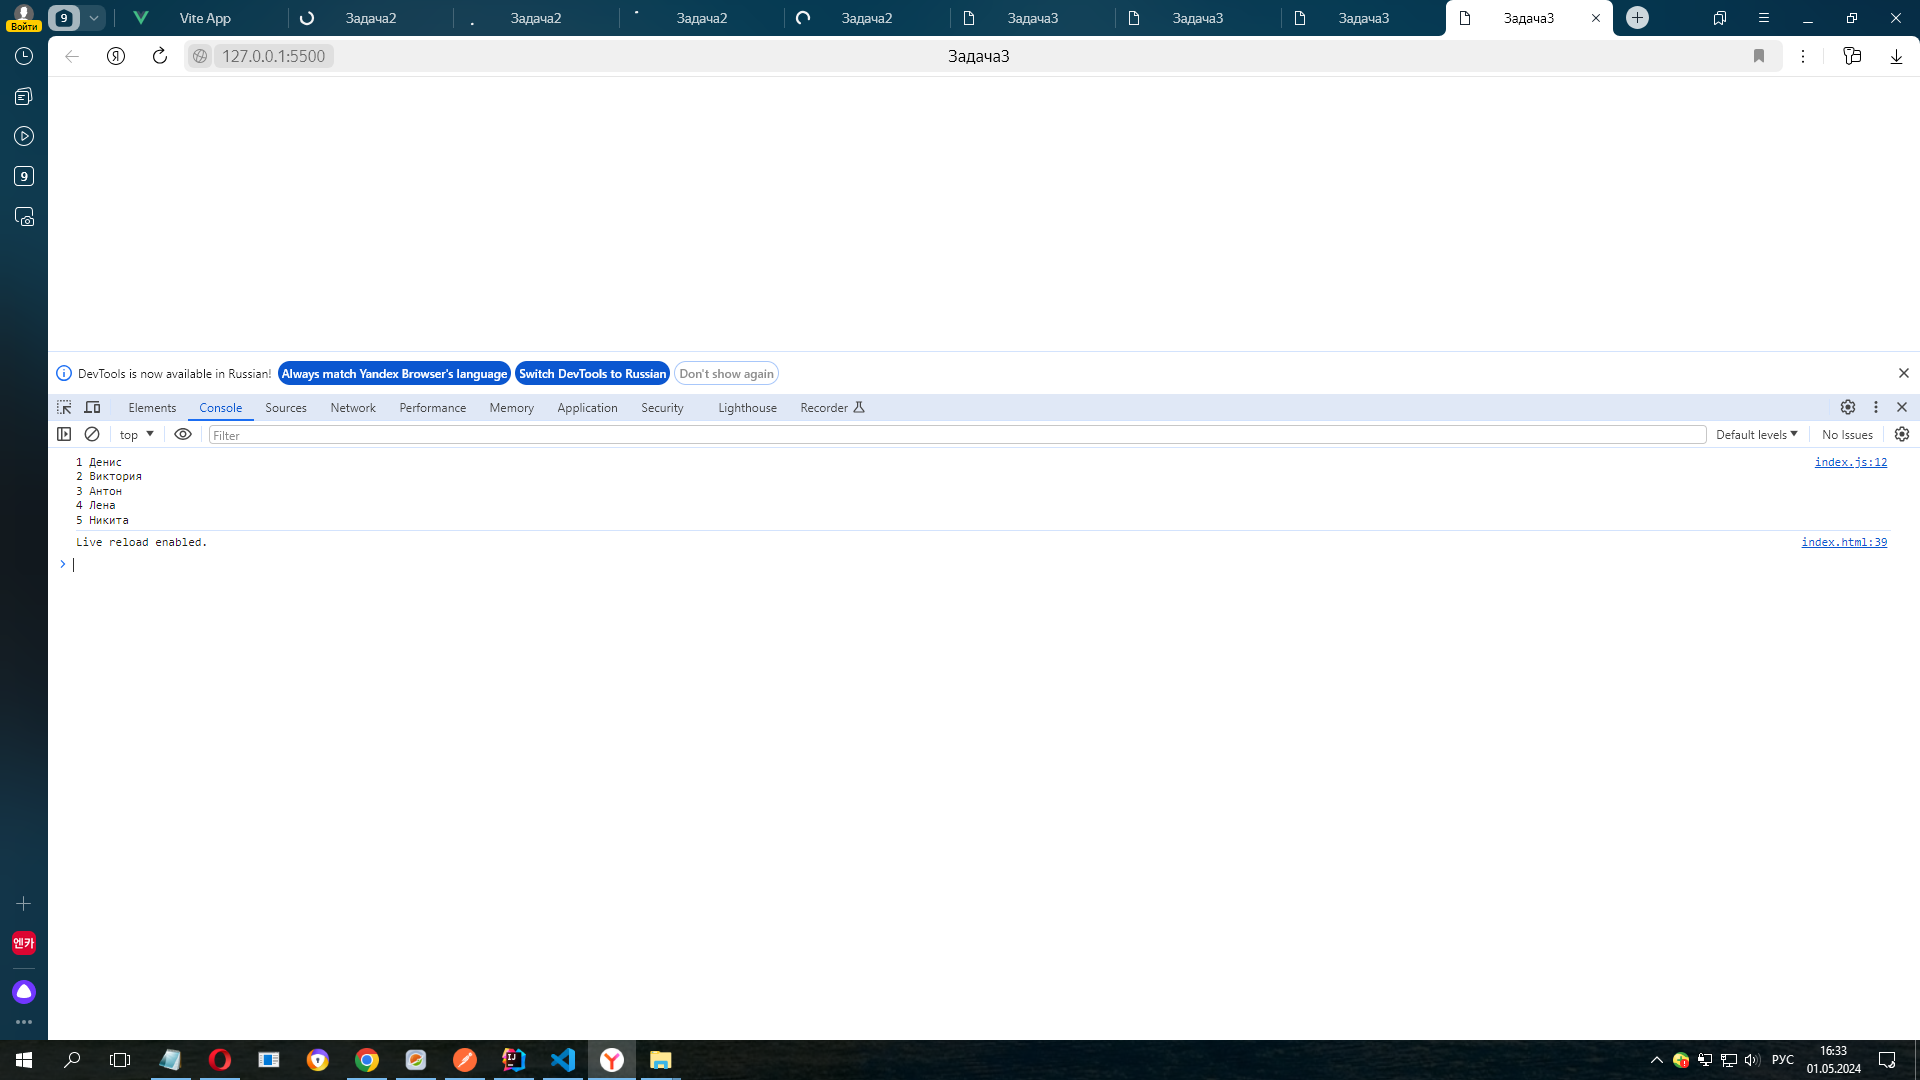 Войти
9
Vite App
Задача2
Задача2
Задача2
Задача2
Задача3
Задача3
Задача3
Задача3
Я
127.0.0.1:5500
Задача3
9
DevTools is now available in Russian!
Always match Yandex Browser's language
Switch DevTools to Russian
Don't show again
Elements
Console
Sources
Network
Performance
Memory
Application
Security
Lighthouse
Recorder
top
Filter
Default levels
No Issues
1 Денис
index.js:12
2 Виктория
3 Антон
4 Лена
5 Никита
Live reload enabled.
index.html:39
엔카
РУС
16:33
01.05.2024